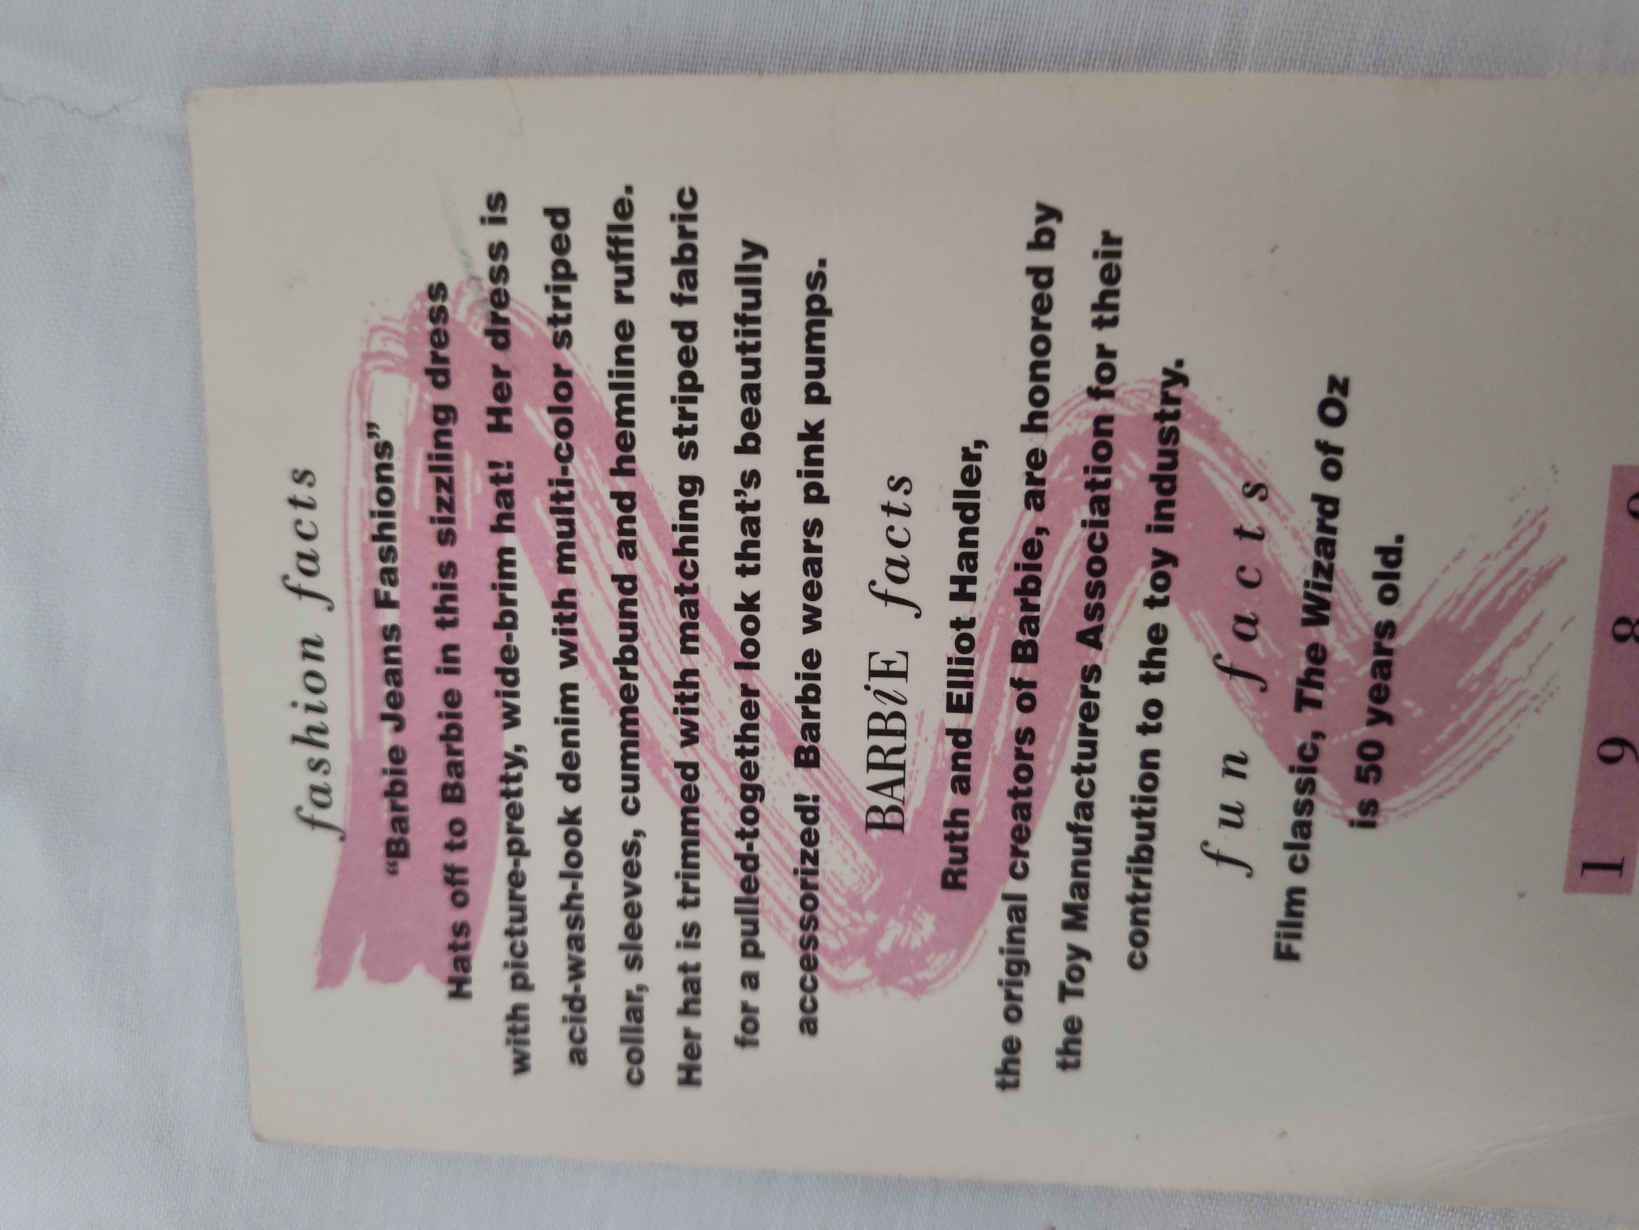 fashion facts
“Barbie Jeans Fashions”
Hats off to Barbie in this sizzling dress
with picture-pretty, wide-brim hat! Her dress is
acid-wash-look denim with multi-color striped
collar, sleeves, cummerbund and hemline ruffle.
Her hat is trimmed with matching striped fabric
for a pulled-together look that’s beautifully
accessorized! Barbie wears pink pumps.
BARBiE facts
Ruth and Elliot Handler,
the original creators of Barbie, are honored by
the Toy Manufacturers Association for their
contribution to the toy industry.
fun facts
Film classic, The Wizard of Oz
is 50 years old.
1 9 8